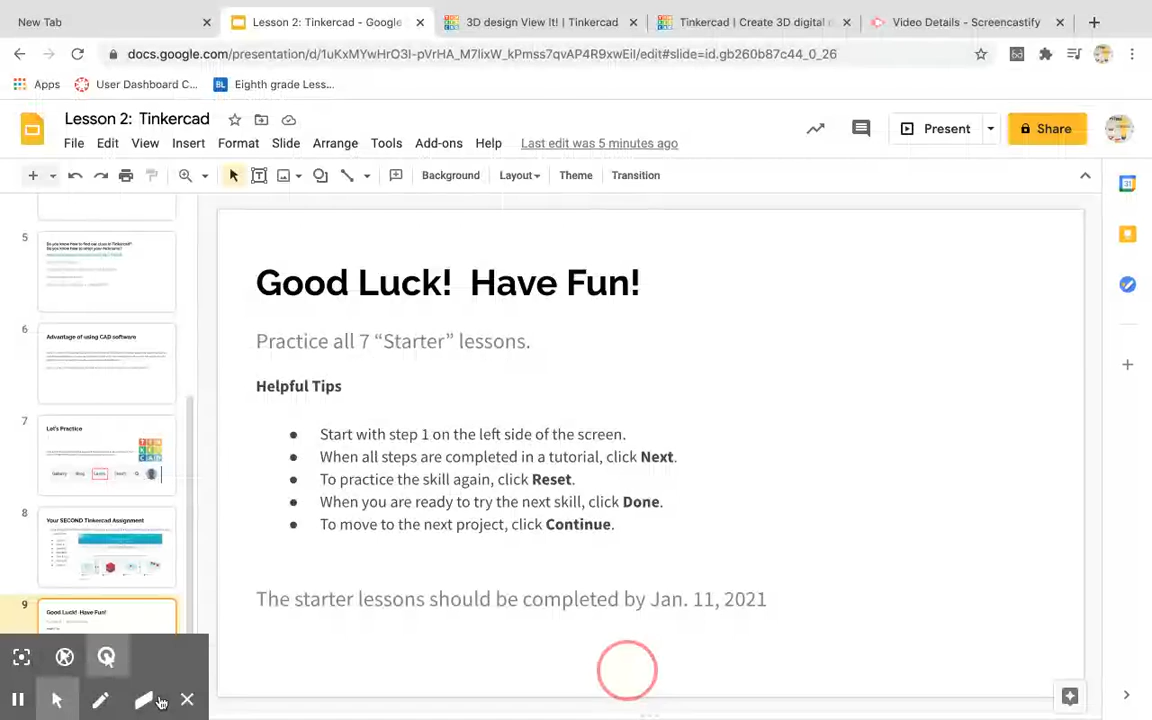 New Tab
Lesson 2: Tinkercad - Google
3D design View It! | Tinkercad
Tinkercad | Create 3D digital
Video Details - Screencastify
docs.google.com/presentation/d/1uKxMYwHrO3I-pVrHA_M7IixW_kPmss7qvAP4R9xwEiI/edit#slide=id.gb260b87c44_0_26
Apps
User Dashboard C...
BL
Eighth grade Less...
Lesson 2: Tinkercad
File Edit View Insert Format Slide Arrange Tools Add-ons Help Last edit was 5 minutes ago
Present
Share
Background Layout Theme Transition
5
6
Advantage of using CAD software
7
Let's Practice
8
Your SECOND Tinkercad Assignment
9
Good Luck! Have Fun!
Good Luck! Have Fun!
Practice all 7 “Starter” lessons.
Helpful Tips
● Start with step 1 on the left side of the screen.
● When all steps are completed in a tutorial, click Next.
● To practice the skill again, click Reset.
● When you are ready to try the next skill, click Done.
● To move to the next project, click Continue.
The starter lessons should be completed by Jan. 11, 2021
31